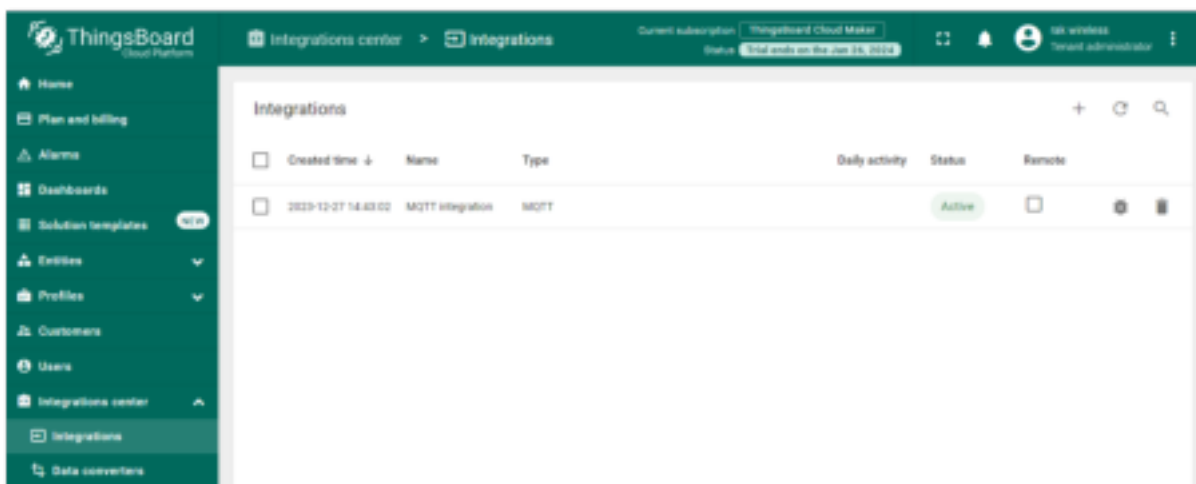 ThingsBoard
Cloud Platform
Integrations center > Integrations
Current subscription ThingsBoard Cloud Maker
Status Trial ends on the Jan 26, 2024
rak wireless
Tenant administrator
Home
Plan and billing
Alarms
Dashboards
Solution templates NEW
Entities
Profiles
Customers
Users
Integrations center
Integrations
Data converters
Integrations
Created time Name Type Daily activity Status Remote
2023-12-27 14:43:02 MQTT integration MQTT Active